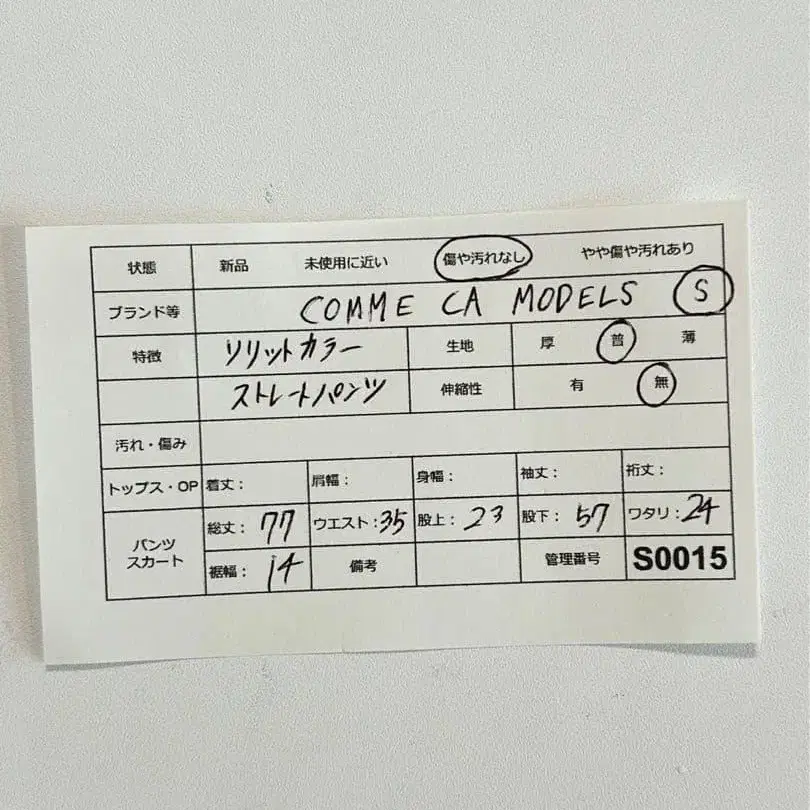 状態 新品 未使用に近い 傷や汚れなし やや傷や汚れあり
ブランド等 COMME CA MODELS S
特徴 ソリットカラー 生地 厚 普 薄
ストレートパンツ 伸縮性 有 無
汚れ・傷み
トップス・OP 着丈: 肩幅: 身幅: 袖丈: 裄丈:
パンツ スカート 総丈: 77 ウエスト:35 股上: 23 股下: 57 ワタリ:24
裾幅: 14 備考 管理番号 S0015